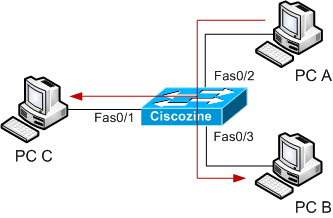 Fas0/2
PC A
Fas0/1
Ciscozine
Fas0/3
PC C
PC B